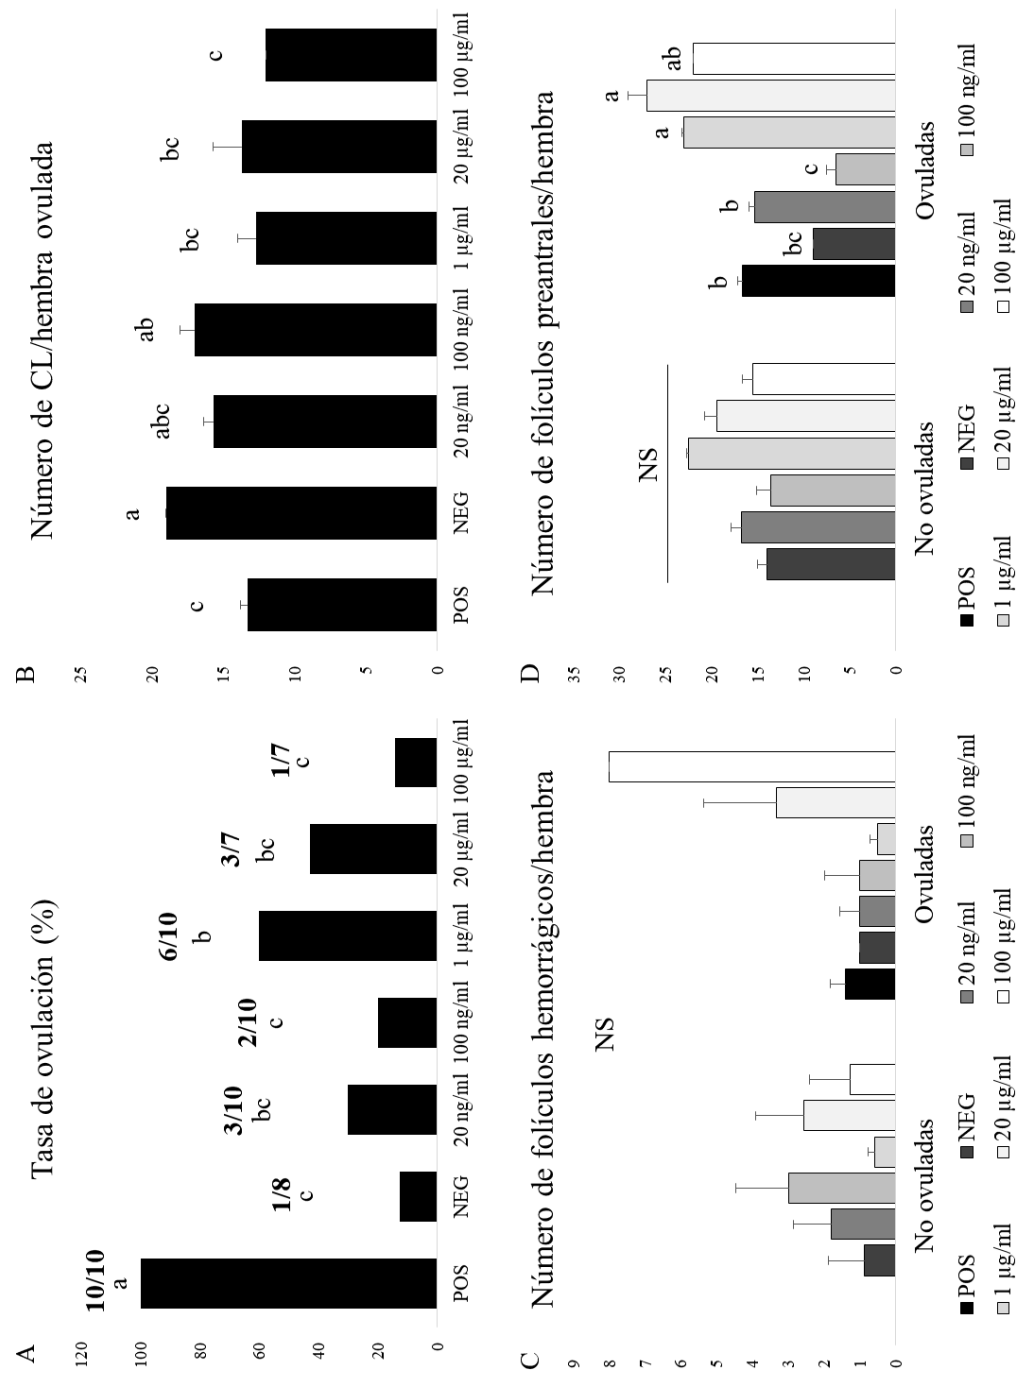 A
Tasa de ovulación (%)
120
100
80
60
40
20
0
10/10
a
1/8
c
3/10
bc
2/10
c
6/10
b
3/7
bc
1/7
c
POS NEG 20 ng/ml 100 ng/ml 1 µg/ml 20 µg/ml 100 µg/ml
B
Número de CL/hembra ovulada
25
20
15
10
5
0
c a abc ab bc bc c
POS NEG 20 ng/ml 100 ng/ml 1 µg/ml 20 µg/ml 100 µg/ml
C
Número de folículos hemorrágicos/hembra
9
8
7
6
5
4
3
2
1
0
NS
No ovuladas Ovuladas
POS NEG 20 ng/ml 100 ng/ml
1 µg/ml 20 µg/ml 100 µg/ml
D
Número de folículos preantrales/hembra
35
30
25
20
15
10
5
0
NS
b bc b c a a ab
No ovuladas Ovuladas
POS NEG 20 ng/ml 100 ng/ml
1 µg/ml 20 µg/ml 100 µg/ml